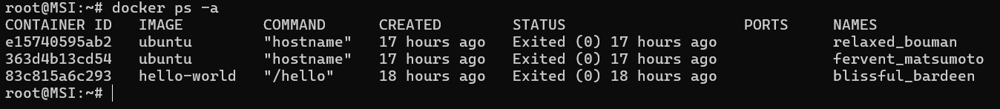 root@MSI:~# docker ps -a
CONTAINER ID   IMAGE         COMMAND      CREATED        STATUS                    PORTS     NAMES
e15740595ab2   ubuntu        "hostname"   17 hours ago   Exited (0) 17 hours ago             relaxed_bouman
363d4b13cd54   ubuntu        "hostname"   17 hours ago   Exited (0) 17 hours ago             fervent_matsumoto
83c815a6c293   hello-world   "/hello"     18 hours ago   Exited (0) 18 hours ago             blissful_bardeen
root@MSI:~#